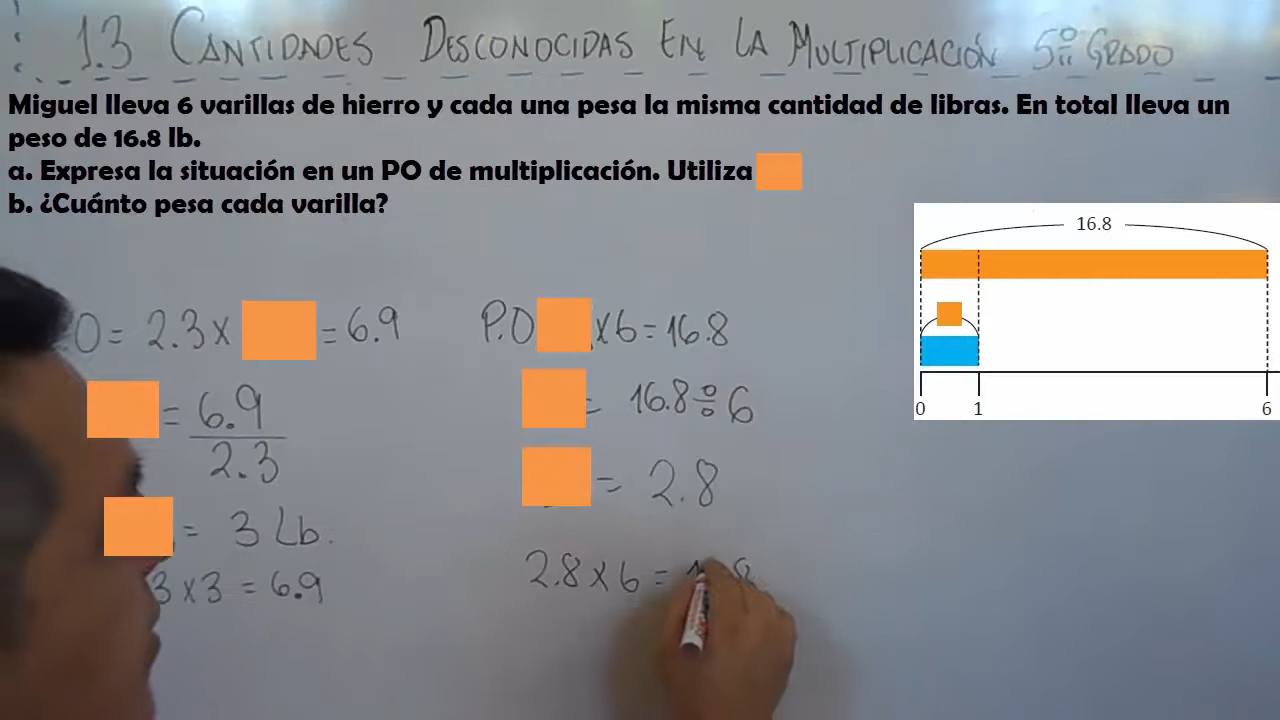 1.3 CANTIDADES DESCONOCIDAS EN LA MULTIPLICACIÓN 5º GRADO
Miguel lleva 6 varillas de hierro y cada una pesa la misma cantidad de libras. En total lleva un
peso de 16.8 lb.
a. Expresa la situación en un PO de multiplicación. Utiliza
b. ¿Cuánto pesa cada varilla?
16.8
0 1 6
O = 2.3 x = 6.9
= 6.9
2.3
= 3 Lb.
3 x 3 = 6.9
P.O x 6 = 16.8
= 16.8 ÷ 6
= 2.8
2.8 x 6 =